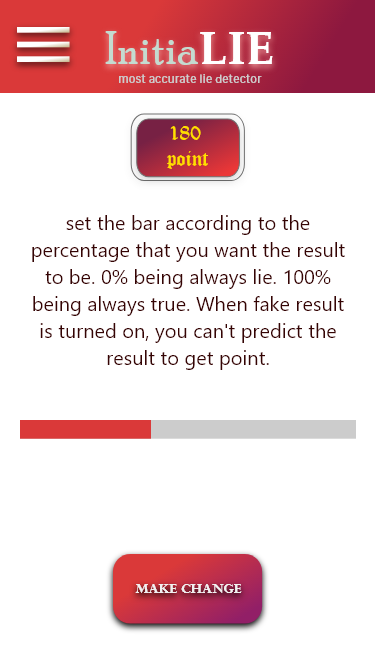 InitiaLIE
most accurate lie detector
180
point
set the bar according to the
percentage that you want the result
to be. 0% being always lie. 100%
being always true. When fake result
is turned on, you can't predict the
result to get point.
MAKE CHANGE